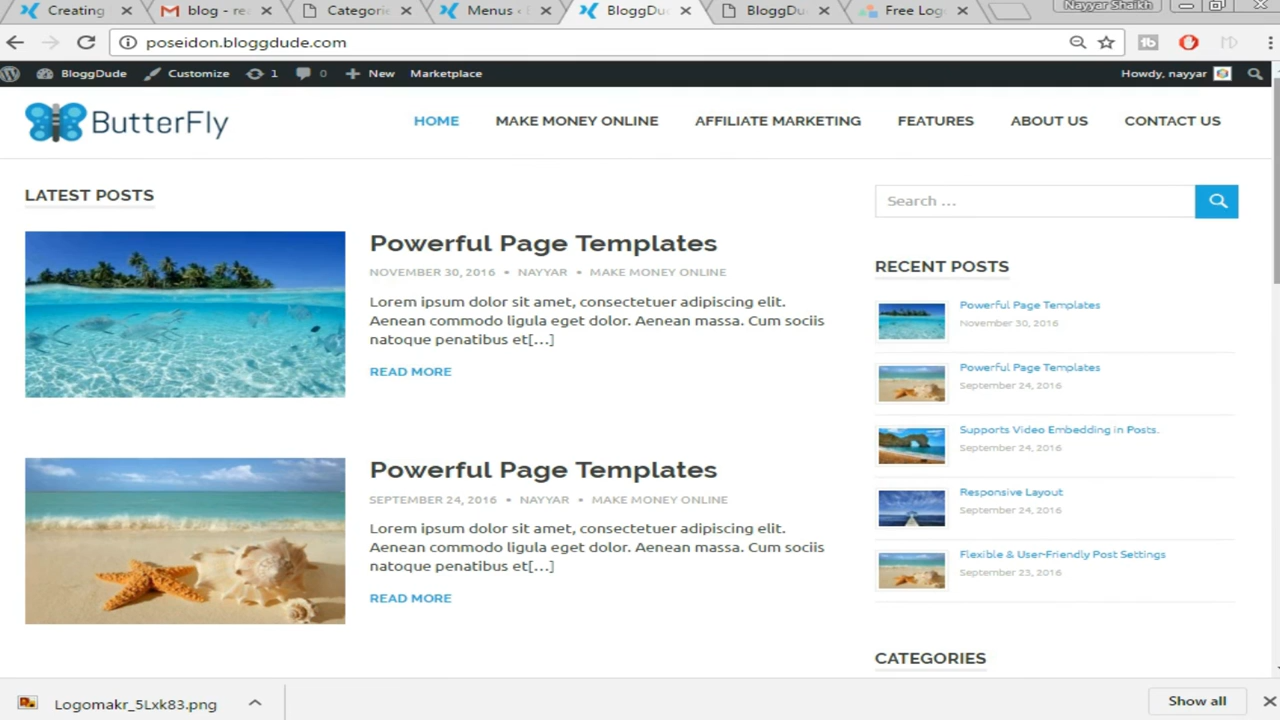 Creating
blog - re
Categori
Menus ‹
BloggDu
BloggDu
Free Log
Nayyar Shaikh
poseidon.bloggdude.com
BloggDude
Customize
1
0
New
Marketplace
Howdy, nayyar
ButterFly
HOME
MAKE MONEY ONLINE
AFFILIATE MARKETING
FEATURES
ABOUT US
CONTACT US
LATEST POSTS
Powerful Page Templates
NOVEMBER 30, 2016 • NAYYAR • MAKE MONEY ONLINE
Lorem ipsum dolor sit amet, consectetuer adipiscing elit.
Aenean commodo ligula eget dolor. Aenean massa. Cum sociis
natoque penatibus et[...]
READ MORE
Powerful Page Templates
SEPTEMBER 24, 2016 • NAYYAR • MAKE MONEY ONLINE
Lorem ipsum dolor sit amet, consectetuer adipiscing elit.
Aenean commodo ligula eget dolor. Aenean massa. Cum sociis
natoque penatibus et[...]
READ MORE
Search ...
RECENT POSTS
Powerful Page Templates
November 30, 2016
Powerful Page Templates
September 24, 2016
Supports Video Embedding in Posts.
September 24, 2016
Responsive Layout
September 24, 2016
Flexible & User-Friendly Post Settings
September 23, 2016
CATEGORIES
Logomakr_5Lxk83.png
Show all